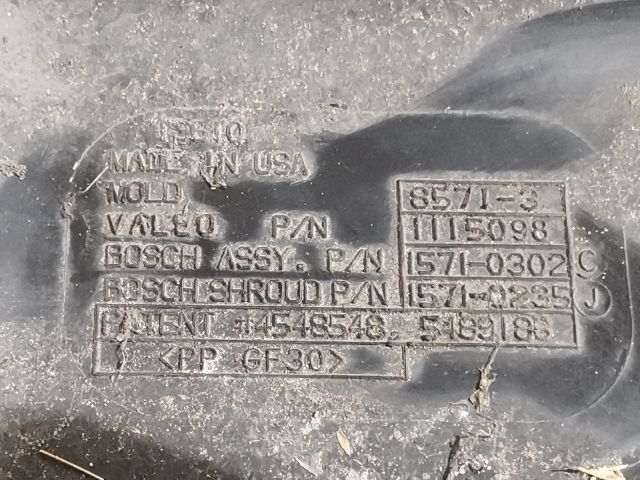 MADE IN USA
MOLD. 8571-3
VALEO P/N 1115098
BOSCH ASSY. P/N 1571-0302 C
BOSCH SHROUD P/N 1571-0235 J
PATENT #4548548, 5489186
<PP GF30>